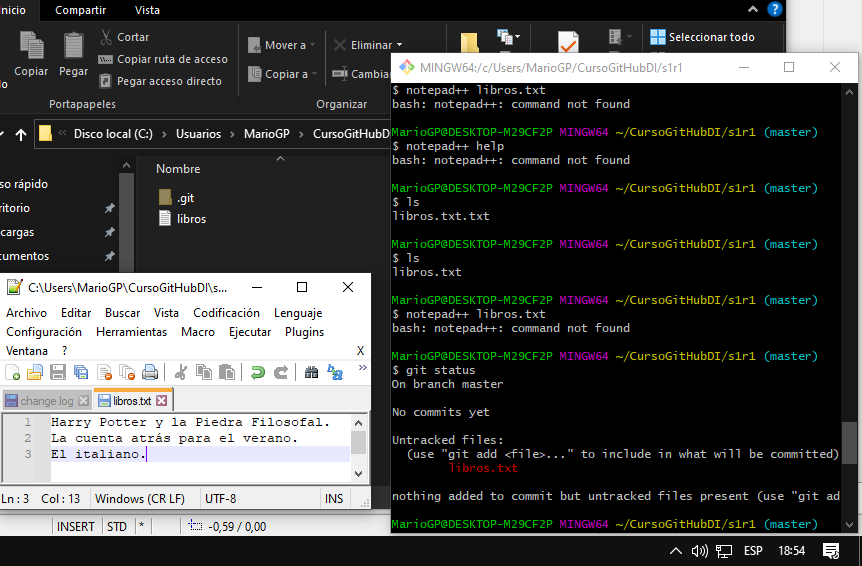 Inicio Compartir Vista
Copiar Pegar
Cortar
Copiar ruta de acceso
Pegar acceso directo
Portapapeles
Mover a
Copiar a
Eliminar
Cambiar
Organizar
Seleccionar todo
Disco local (C:) > Usuarios > MarioGP > CursoGitHubD
Nombre
.git
libros
so rápido
ritorio
cargas
cumentos
C:\Users\MarioGP\CursoGitHubDI\s...
Archivo Editar Buscar Vista Codificación Lenguaje
Configuración Herramientas Macro Ejecutar Plugins
Ventana ? X
change.log libros.txt
1 Harry Potter y la Piedra Filosofal.
2 La cuenta atrás para el verano.
3 El italiano.
Ln : 3 Col : 13 Windows (CR LF) UTF-8 INS
INSERT STD * -0,59 / 0,00
MINGW64:/c/Users/MarioGP/CursoGitHubDI/s1r1
$ notepad++ libros.txt
bash: notepad++: command not found
MarioGP@DESKTOP-M29CF2P MINGW64 ~/CursoGitHubDI/s1r1 (master)
$ notepad++ help
bash: notepad++: command not found
MarioGP@DESKTOP-M29CF2P MINGW64 ~/CursoGitHubDI/s1r1 (master)
$ ls
libros.txt.txt
MarioGP@DESKTOP-M29CF2P MINGW64 ~/CursoGitHubDI/s1r1 (master)
$ ls
libros.txt
MarioGP@DESKTOP-M29CF2P MINGW64 ~/CursoGitHubDI/s1r1 (master)
$ notepad++ libros.txt
bash: notepad++: command not found
MarioGP@DESKTOP-M29CF2P MINGW64 ~/CursoGitHubDI/s1r1 (master)
$ git status
On branch master
No commits yet
Untracked files:
(use "git add <file>..." to include in what will be committed)
libros.txt
nothing added to commit but untracked files present (use "git ad
MarioGP@DESKTOP-M29CF2P MINGW64 ~/CursoGitHubDI/s1r1 (master)
ESP 18:54